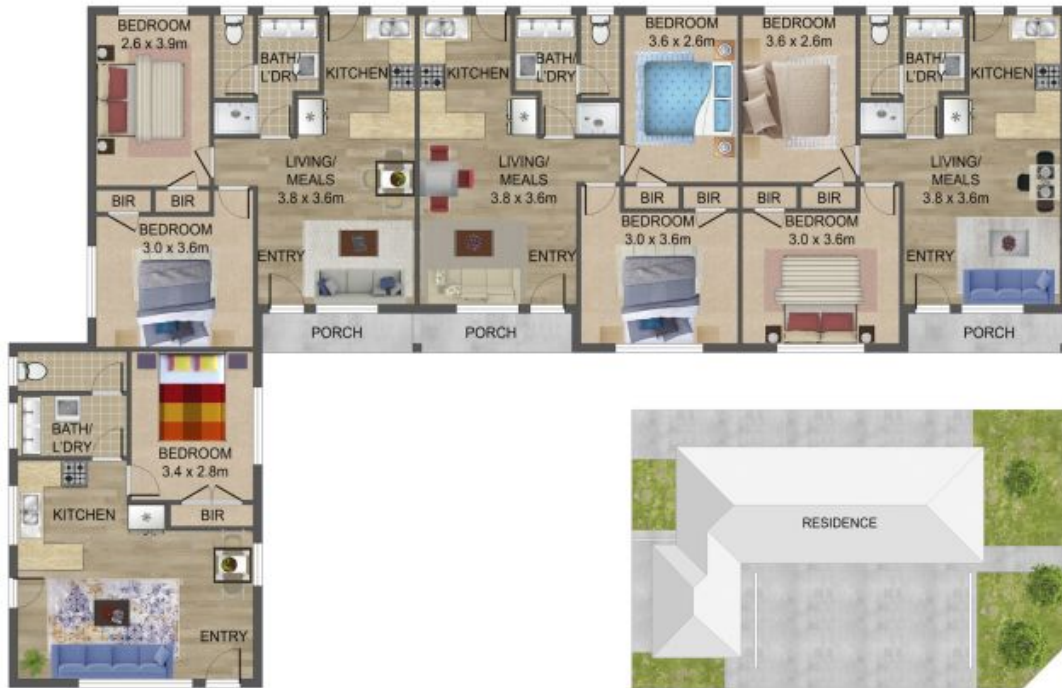 BEDROOM
2.6 x 3.9m
BATH/
L'DRY
KITCHEN
LIVING/
MEALS
3.8 x 3.6m
BIR
BIR
BEDROOM
3.0 x 3.6m
ENTRY
PORCH
KITCHEN
BATH/
L'DRY
BEDROOM
3.6 x 2.6m
LIVING/
MEALS
3.8 x 3.6m
BIR
BIR
BEDROOM
3.0 x 3.6m
ENTRY
PORCH
BEDROOM
3.6 x 2.6m
BATH/
L'DRY
KITCHEN
LIVING/
MEALS
3.8 x 3.6m
BIR
BIR
BEDROOM
3.0 x 3.6m
ENTRY
PORCH
BATH/
L'DRY
BEDROOM
3.4 x 2.8m
KITCHEN
BIR
ENTRY
RESIDENCE